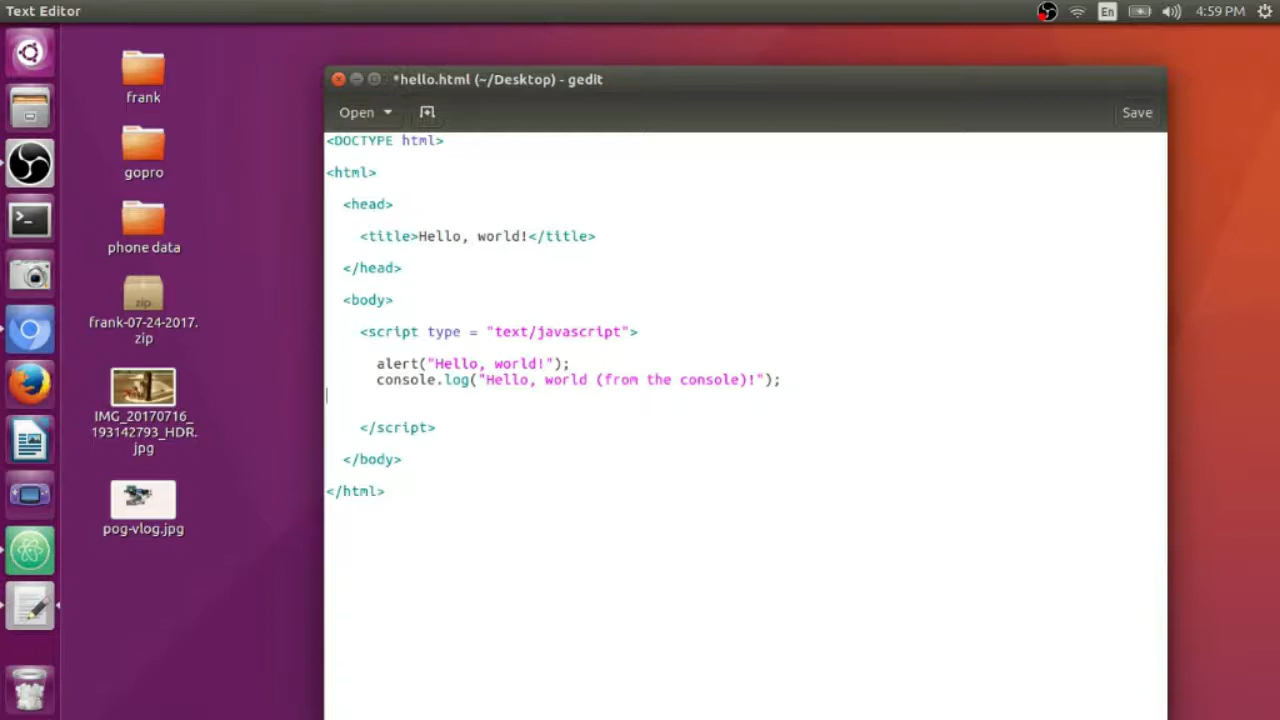 Text Editor
En
4:59 PM
frank
gopro
phone data
zip
frank-07-24-2017.
zip
IMG_20170716_
193142793_HDR.
jpg
pog-vlog.jpg
*hello.html (~/Desktop) - gedit
Open
Save
<DOCTYPE html>
<html>
<head>
<title>Hello, world!</title>
</head>
<body>
<script type = "text/javascript">
alert("Hello, world!");
console.log("Hello, world (from the console)!");
</script>
</body>
</html>